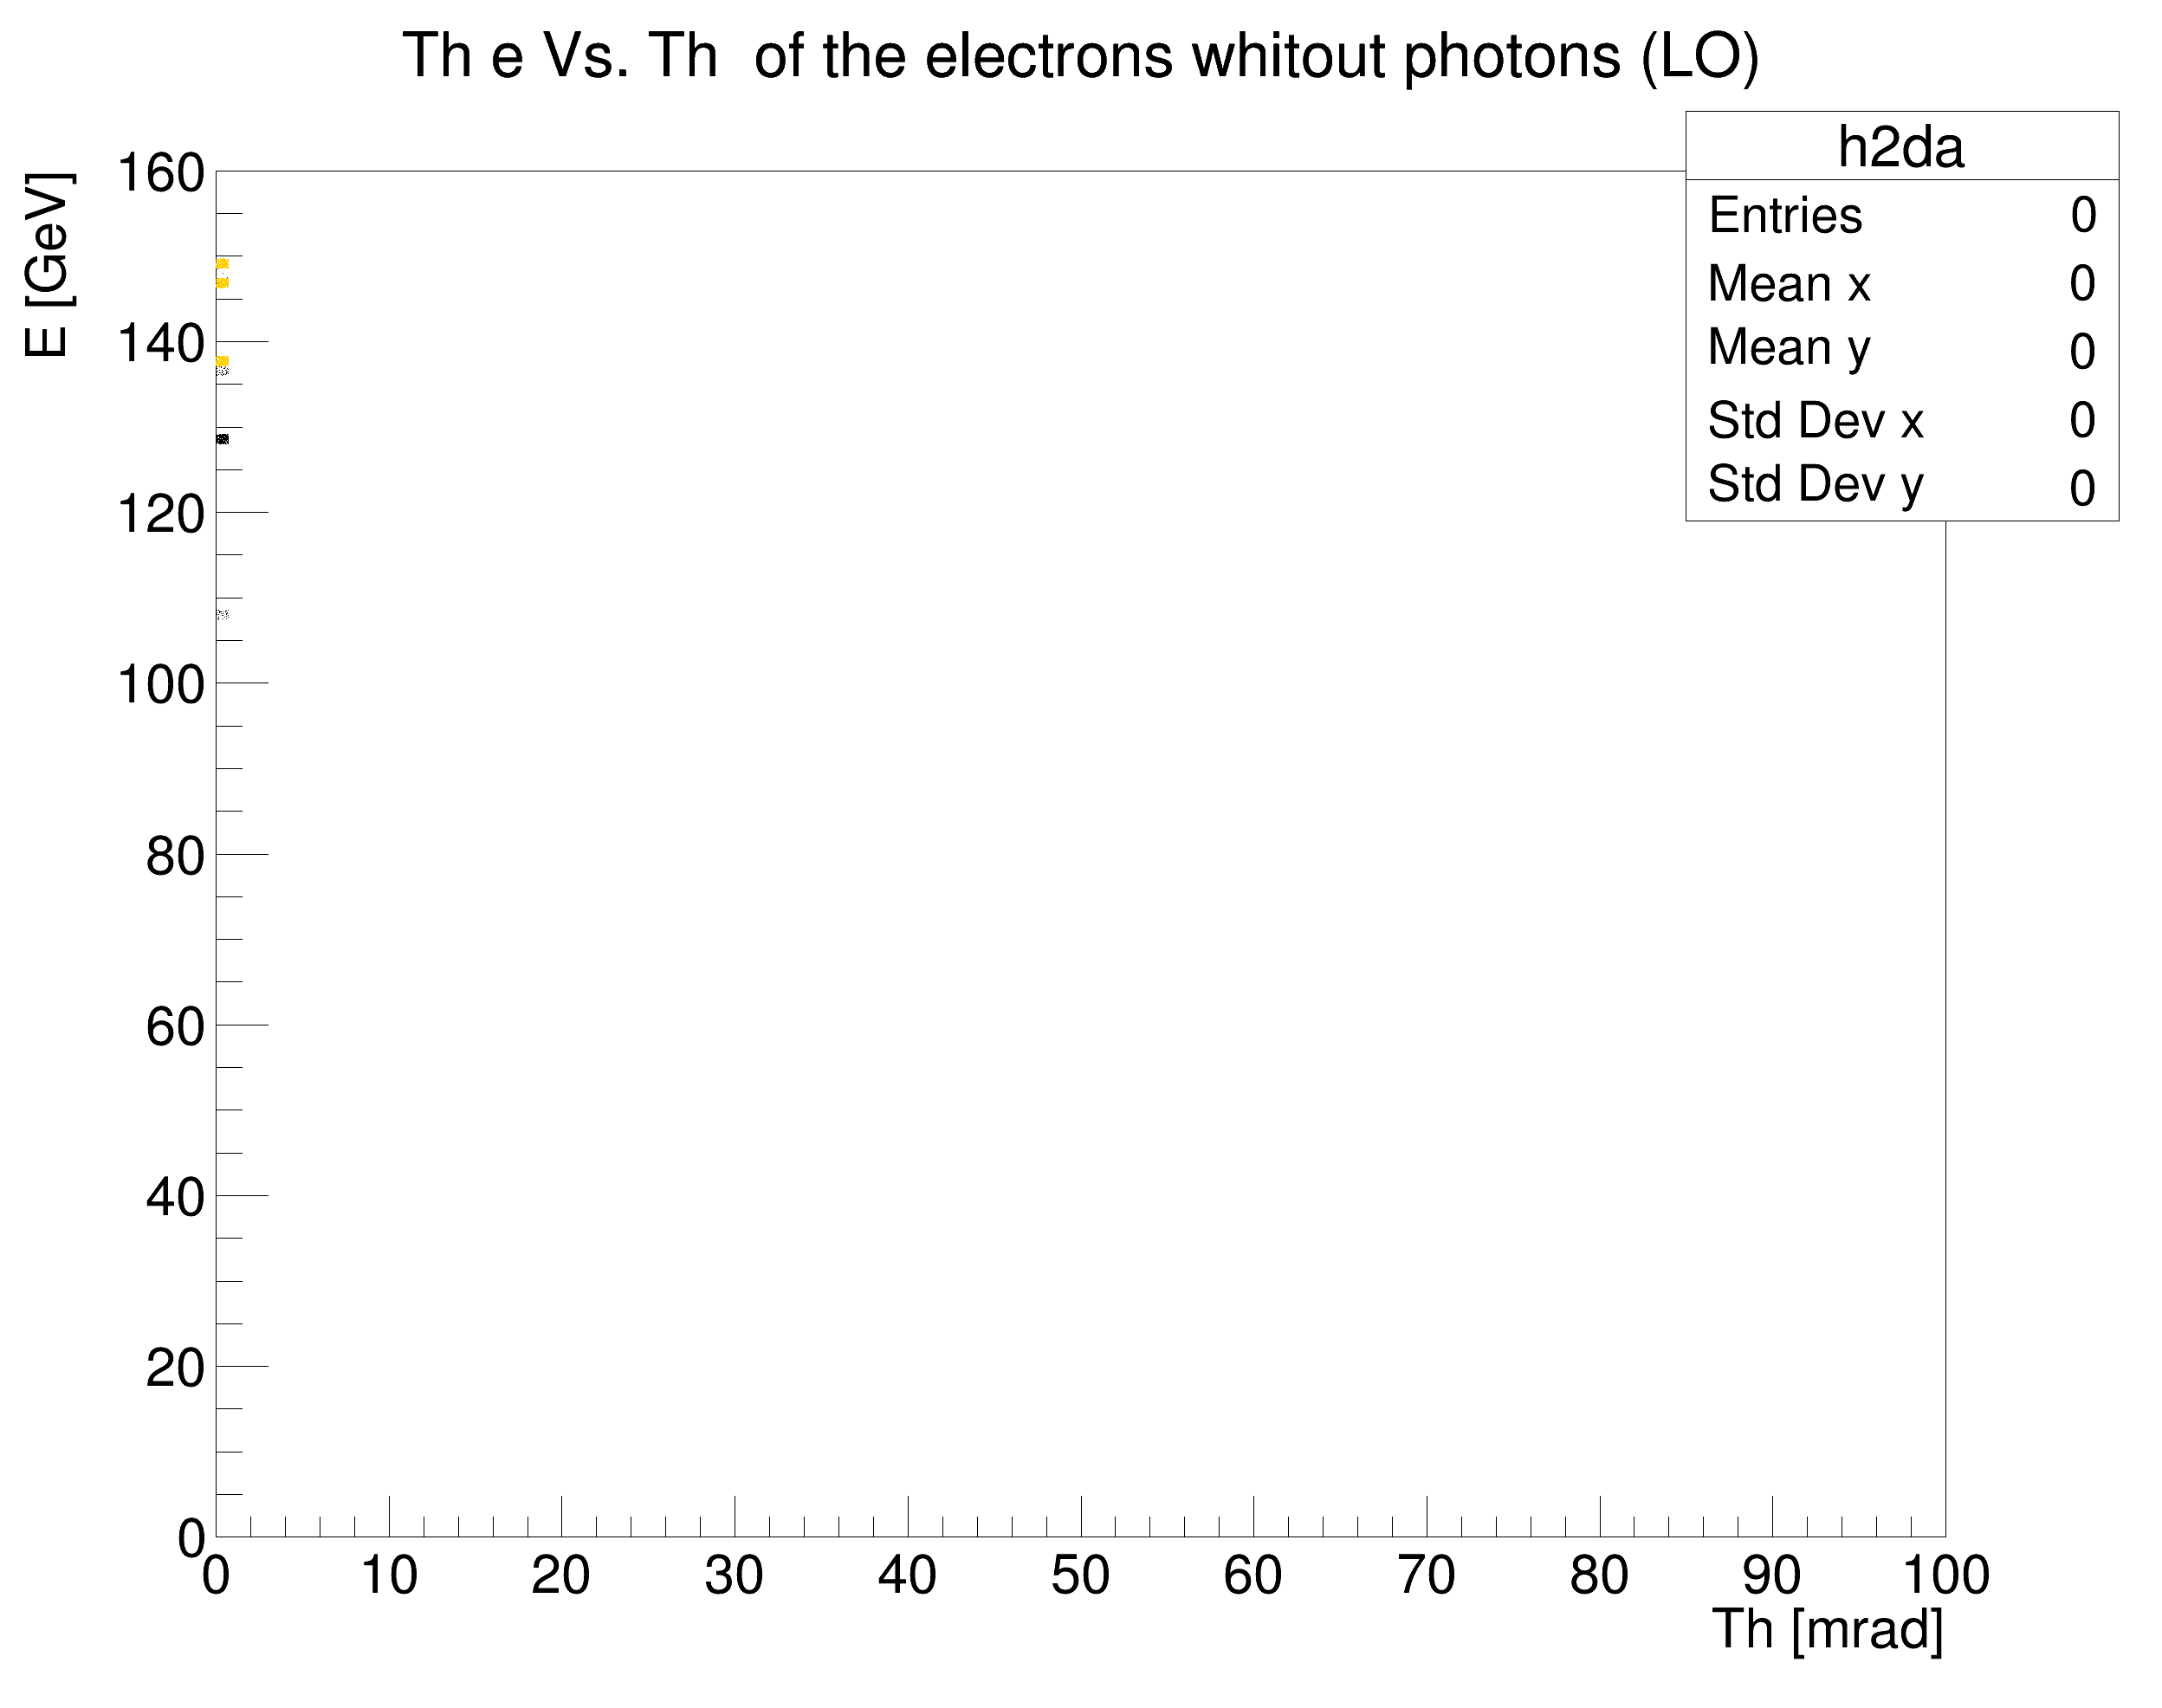 Th e Vs. Th  of the electrons whitout photons (LO)
h2da
Entries 0
Mean x 0
Mean y 0
Std Dev x 0
Std Dev y 0
E [GeV]
160
140
120
100
80
60
40
20
0
0 10 20 30 40 50 60 70 80 90 100
Th [mrad]